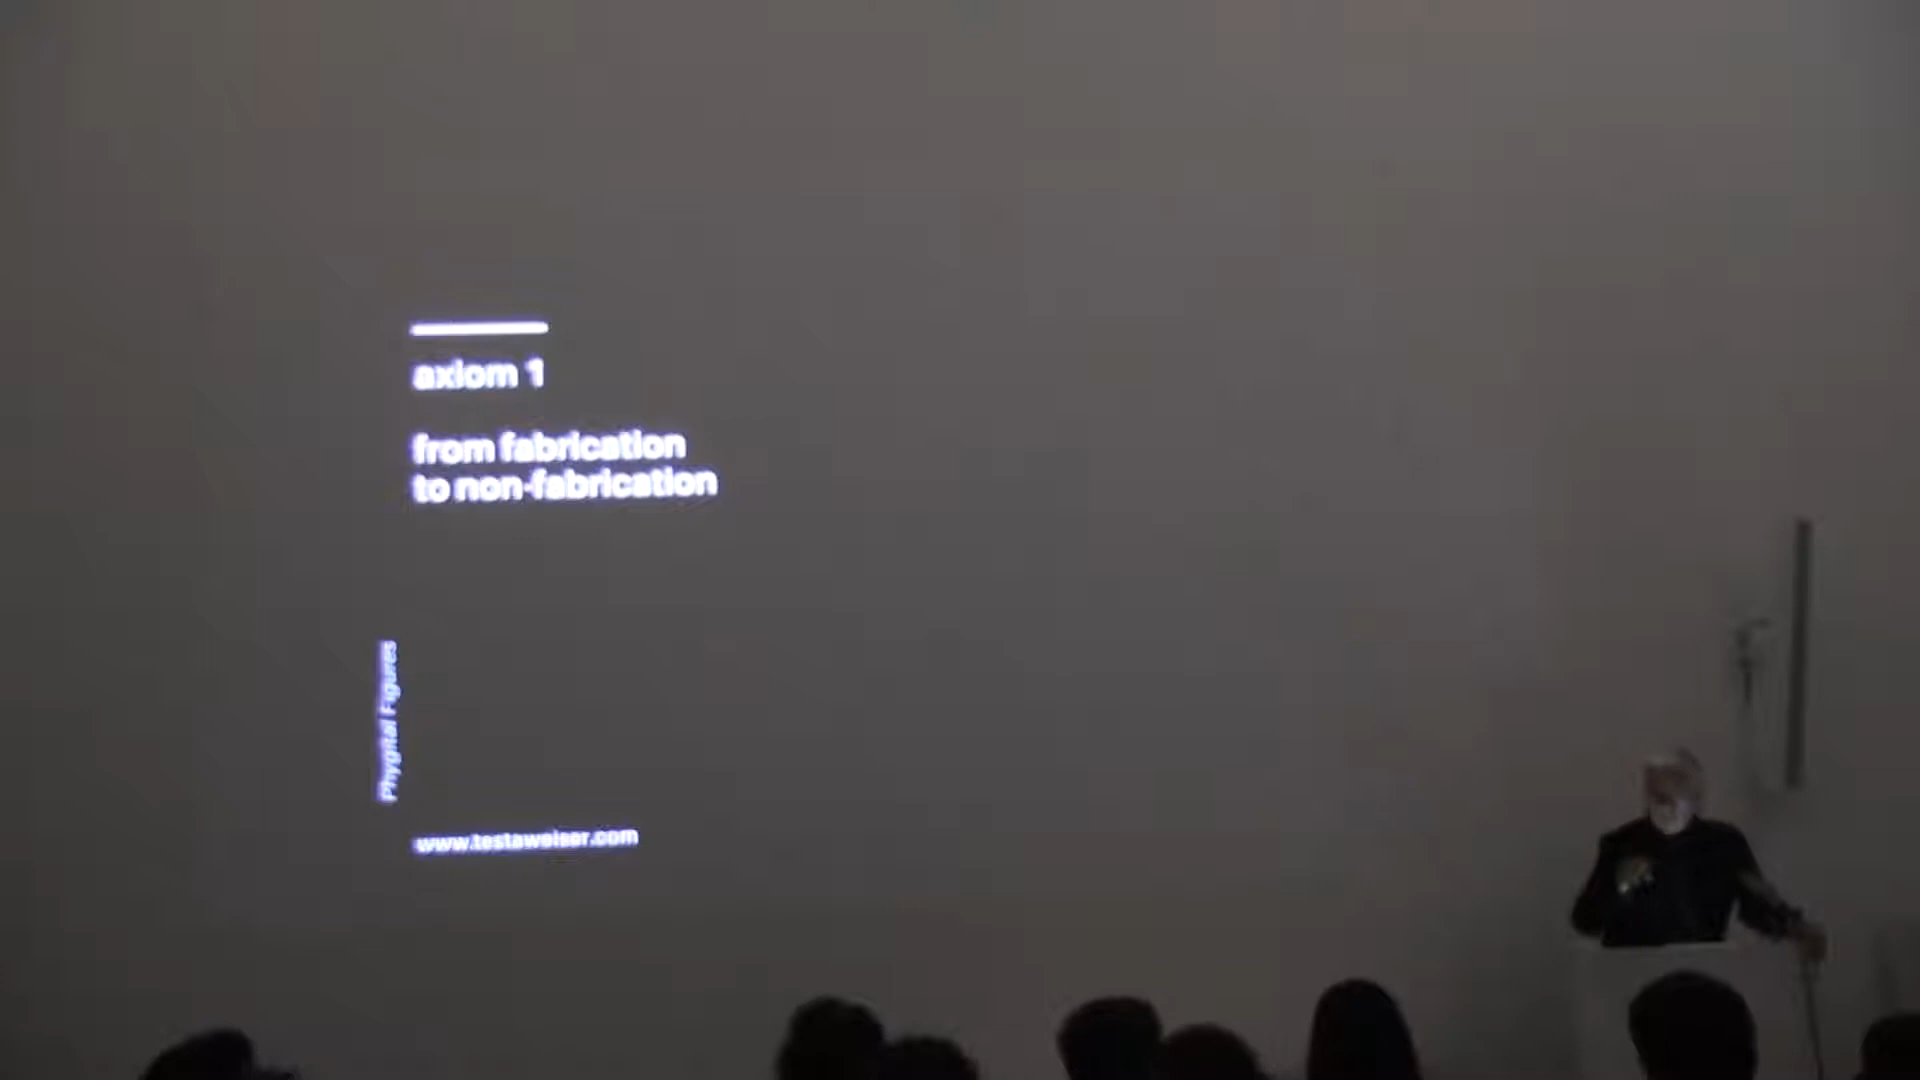 axiom 1
from fabrication
to non-fabrication
Phygital Figures
www.testaweiser.com